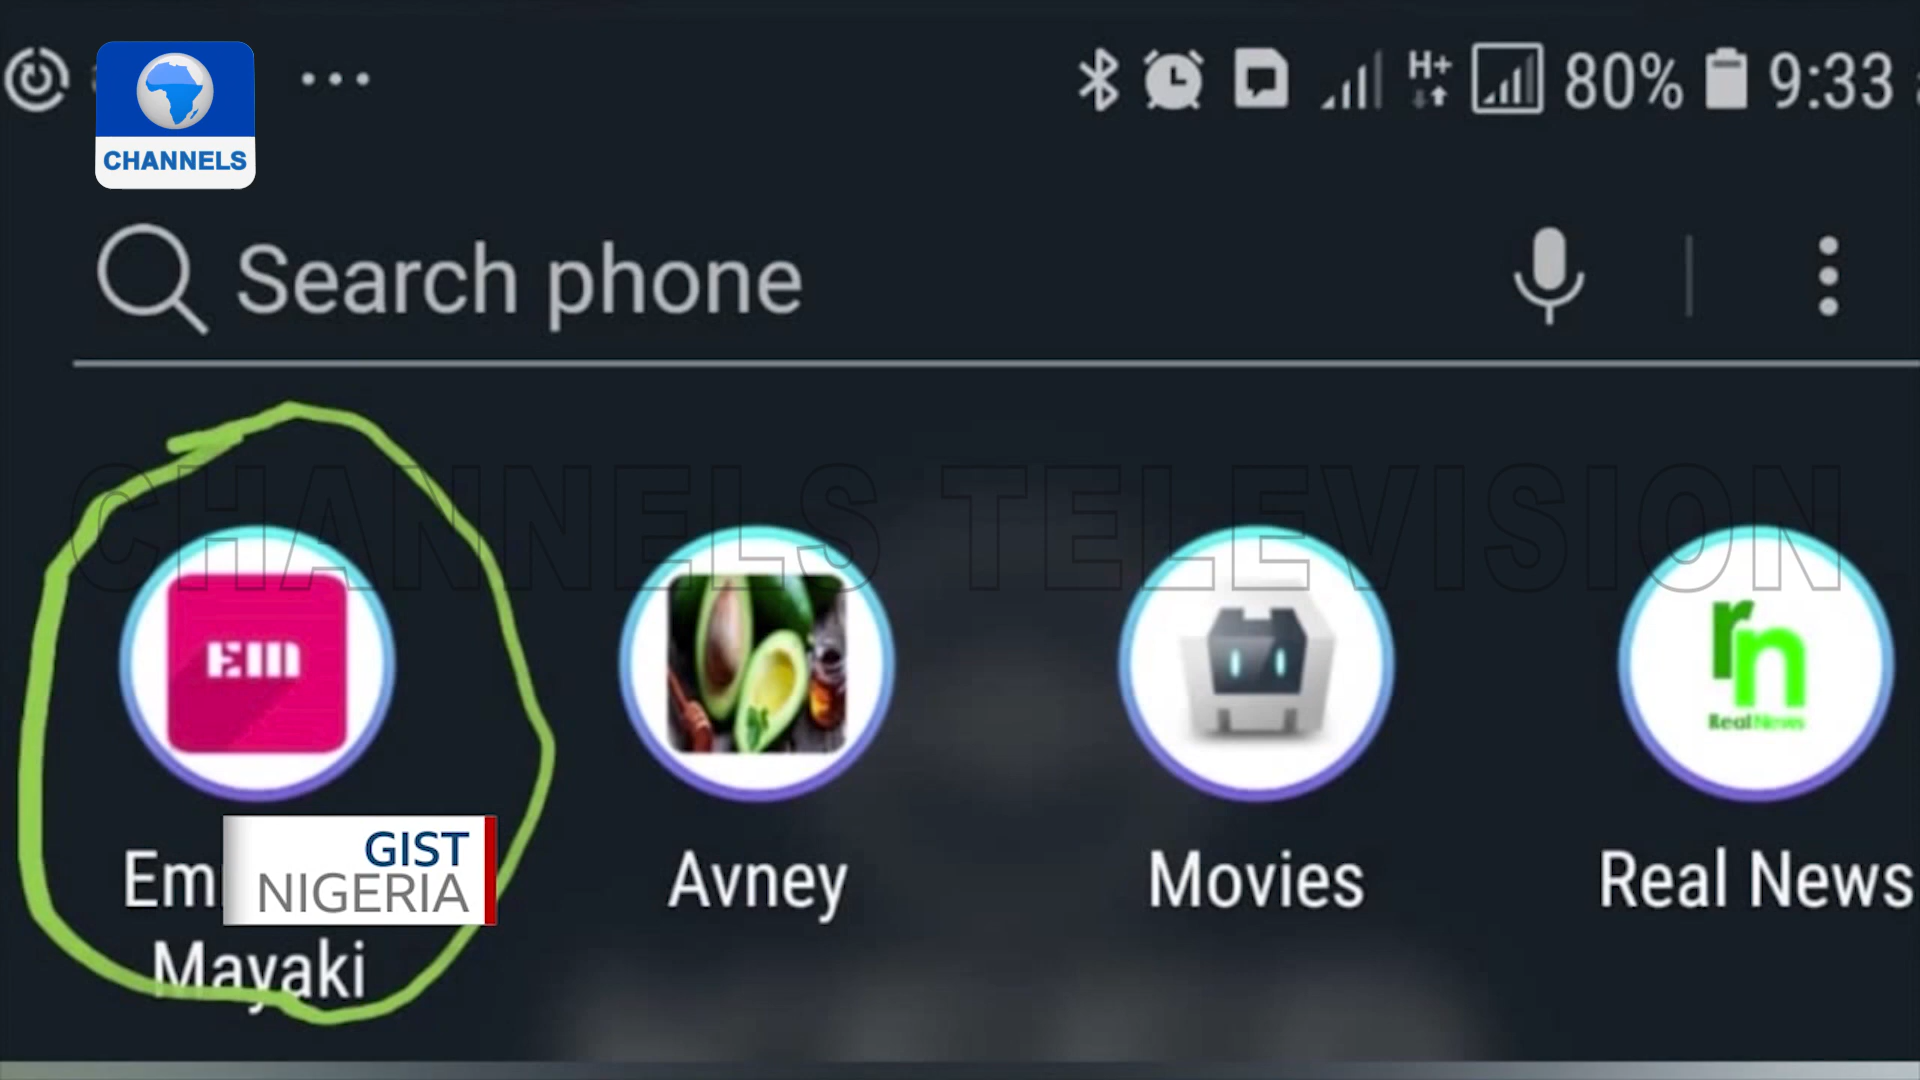 CHANNELS
H+
80%
9:33
Search phone
CHANNELS TELEVISION
Em
rn
Real News
Avney
Movies
Real News
Mayaki
GIST
NIGERIA